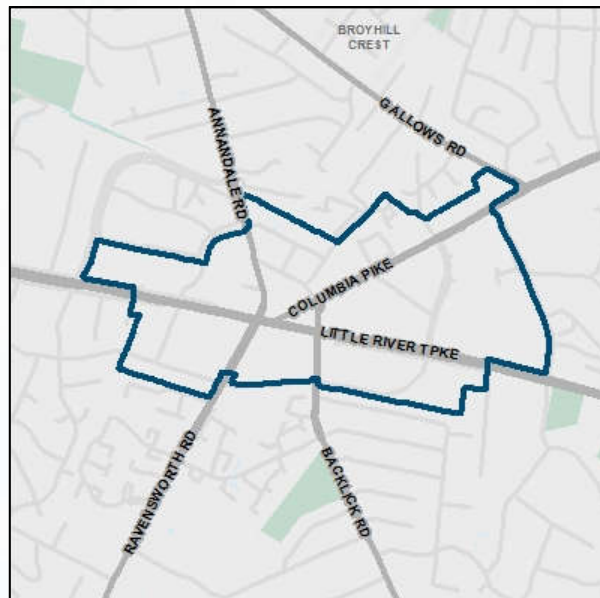 BROYHILL
CREST
GALLOWS RD
ANNANDALE RD
COLUMBIA PIKE
LITTLE RIVER TPKE
RAVENSWORTH RD
BACKLICK RD